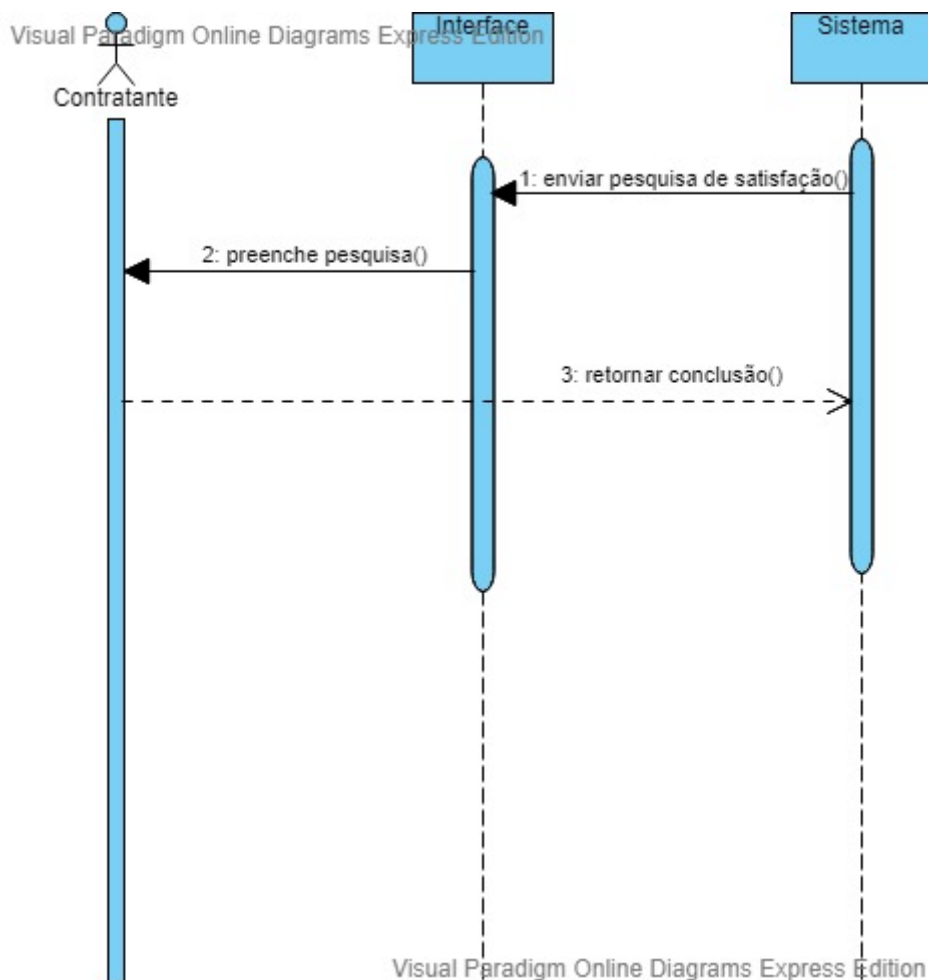 Visual Paradigm Online Diagrams Express Edition
Interface
Sistema
Contratante
1: enviar pesquisa de satisfação()
2: preenche pesquisa()
3: retornar conclusão()
Visual Paradigm Online Diagrams Express Edition